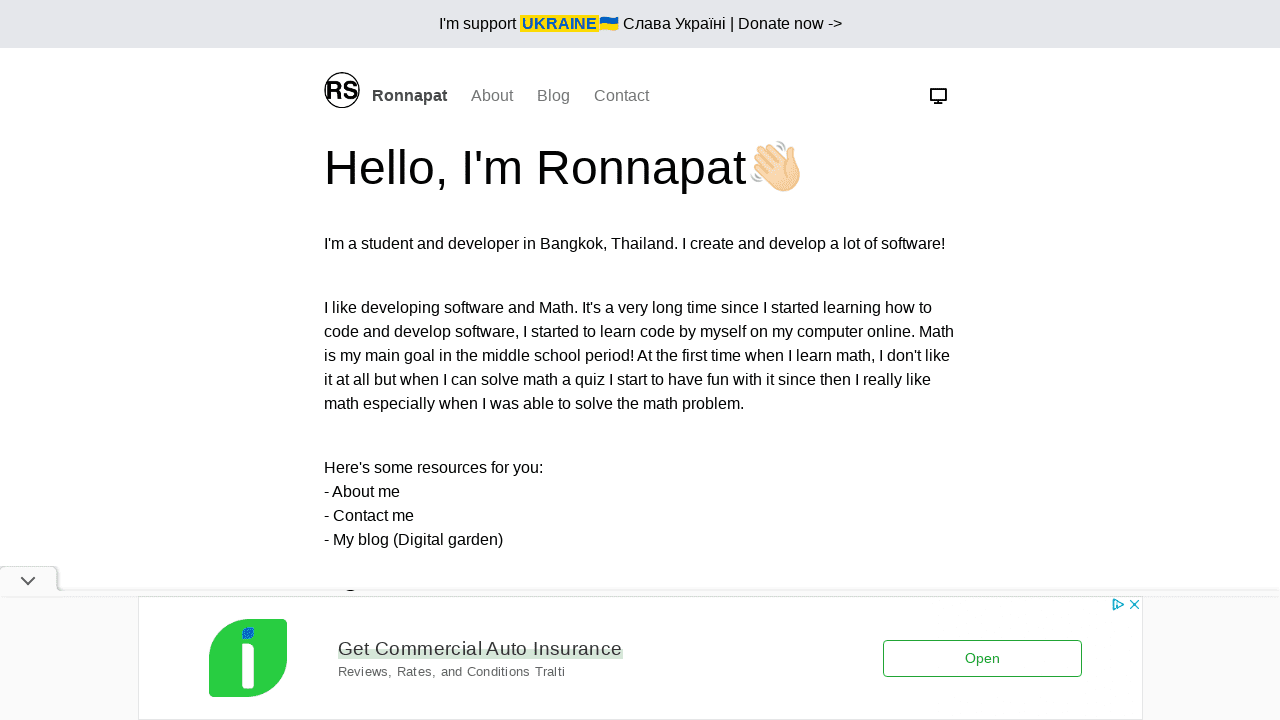 I'm support UKRAINE🇺🇦 Слава Україні | Donate now ->
RS Ronnapat About Blog Contact
Hello, I'm Ronnapat👋🏻
I'm a student and developer in Bangkok, Thailand. I create and develop a lot of software!
I like developing software and Math. It's a very long time since I started learning how to
code and develop software, I started to learn code by myself on my computer online. Math
is my main goal in the middle school period! At the first time when I learn math, I don't like
it at all but when I can solve math a quiz I start to have fun with it since then I really like
math especially when I was able to solve the math problem.
Here's some resources for you:
- About me
- Contact me
- My blog (Digital garden)
Get Commercial Auto Insurance
Reviews, Rates, and Conditions Tralti
Open